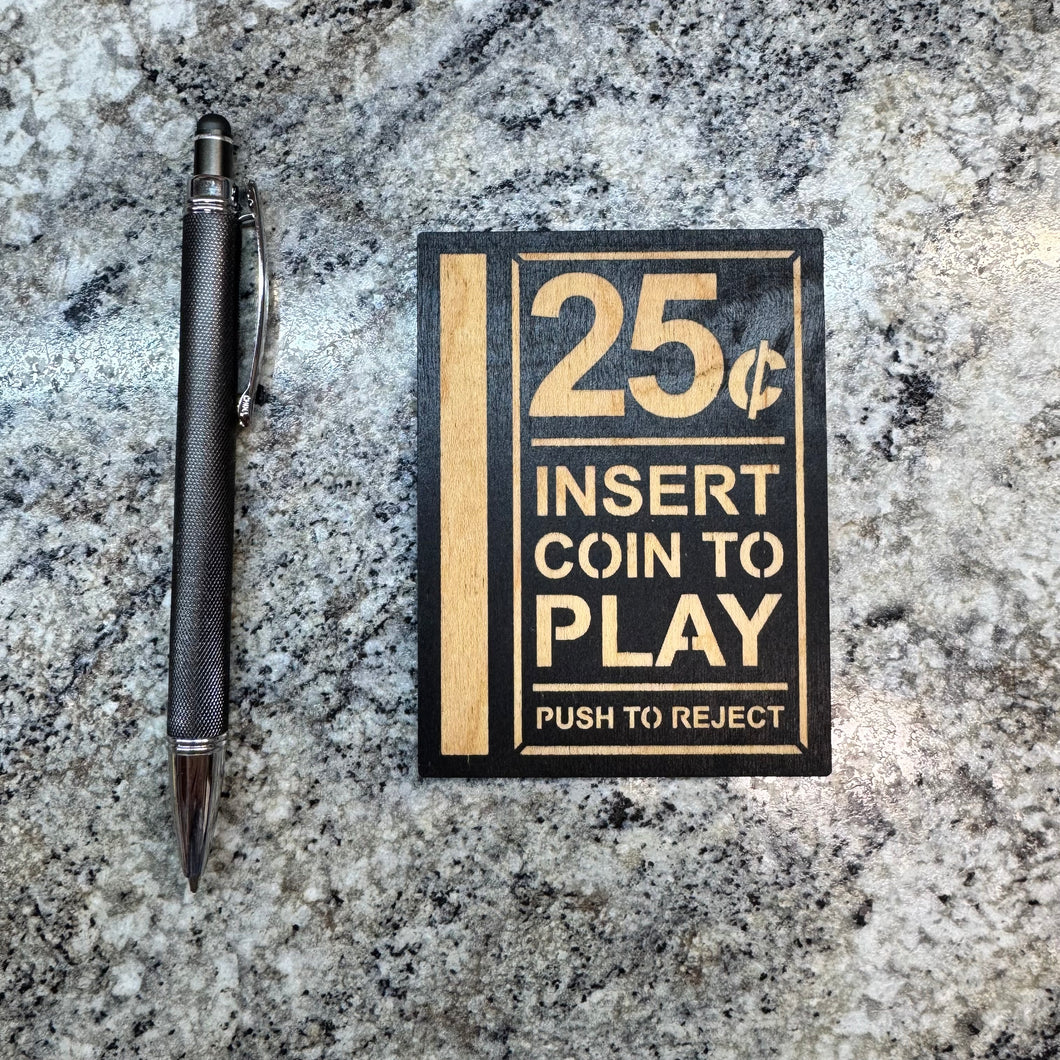 25¢
INSERT
COIN TO
PLAY
PUSH TO REJECT